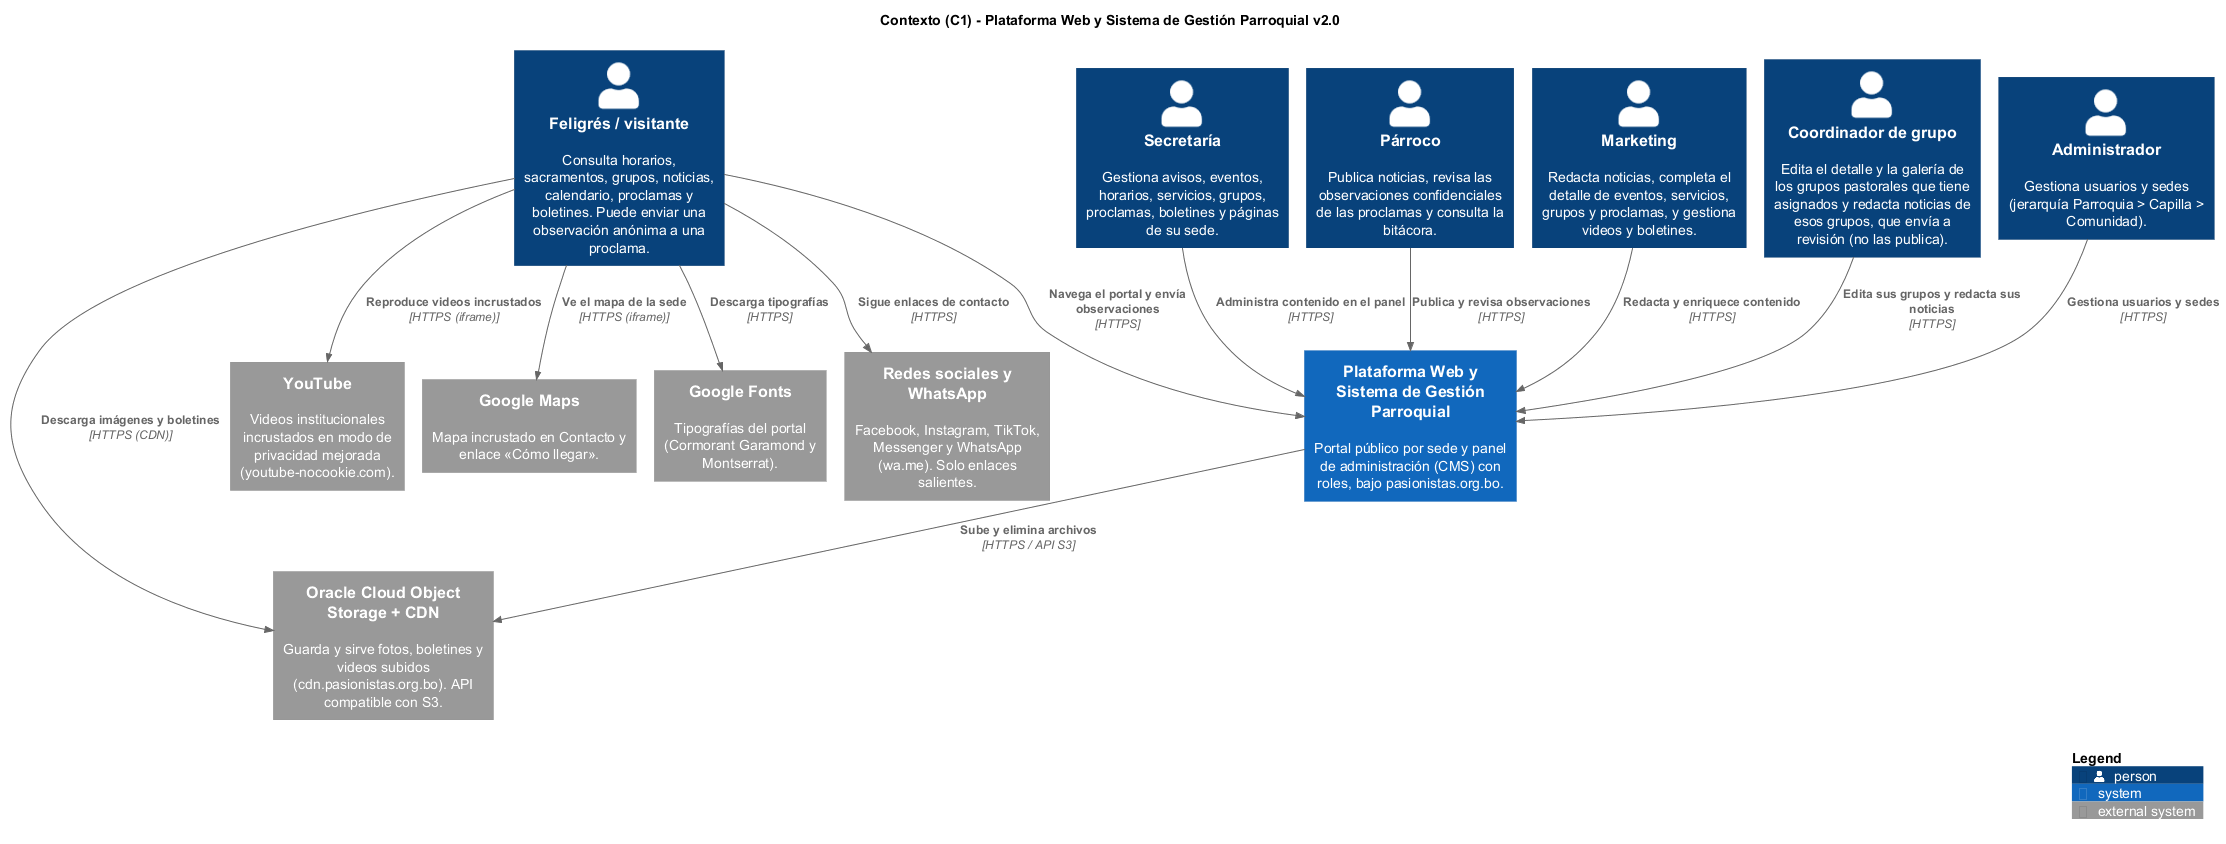 Contexto (C1) - Plataforma Web y Sistema de Gestión Parroquial v2.0
Feligrés / visitante
Consulta horarios,
sacramentos, grupos, noticias,
calendario, proclamas y
boletines. Puede enviar una
observación anónima a una
proclama.
Secretaría
Gestiona avisos, eventos,
horarios, servicios, grupos,
proclamas, boletines y páginas
de su sede.
Párroco
Publica noticias, revisa las
observaciones confidenciales
de las proclamas y consulta la
bitácora.
Marketing
Redacta noticias, completa el
detalle de eventos, servicios,
grupos y proclamas, y gestiona
videos y boletines.
Coordinador de grupo
Edita el detalle y la galería de
los grupos pastorales que tiene
asignados y redacta noticias de
esos grupos, que envía a
revisión (no las publica).
Administrador
Gestiona usuarios y sedes
(jerarquía Parroquia > Capilla >
Comunidad).
Reproduce videos incrustados
[HTTPS (iframe)]
Ve el mapa de la sede
[HTTPS (iframe)]
Descarga tipografías
[HTTPS]
Sigue enlaces de contacto
[HTTPS]
Navega el portal y envía
observaciones
[HTTPS]
Administra contenido en el panel
[HTTPS]
Publica y revisa observaciones
[HTTPS]
Redacta y enriquece contenido
[HTTPS]
Edita sus grupos y redacta sus
noticias
[HTTPS]
Gestiona usuarios y sedes
[HTTPS]
YouTube
Videos institucionales
incrustados en modo de
privacidad mejorada
(youtube-nocookie.com).
Google Maps
Mapa incrustado en Contacto y
enlace «Cómo llegar».
Google Fonts
Tipografías del portal
(Cormorant Garamond y
Montserrat).
Redes sociales y
WhatsApp
Facebook, Instagram, TikTok,
Messenger y WhatsApp
(wa.me). Solo enlaces
salientes.
Plataforma Web y
Sistema de Gestión
Parroquial
Portal público por sede y panel
de administración (CMS) con
roles, bajo pasionistas.org.bo.
Descarga imágenes y boletines
[HTTPS (CDN)]
Sube y elimina archivos
[HTTPS / API S3]
Oracle Cloud Object
Storage + CDN
Guarda y sirve fotos, boletines y
videos subidos
(cdn.pasionistas.org.bo). API
compatible con S3.
Legend
person
system
external system